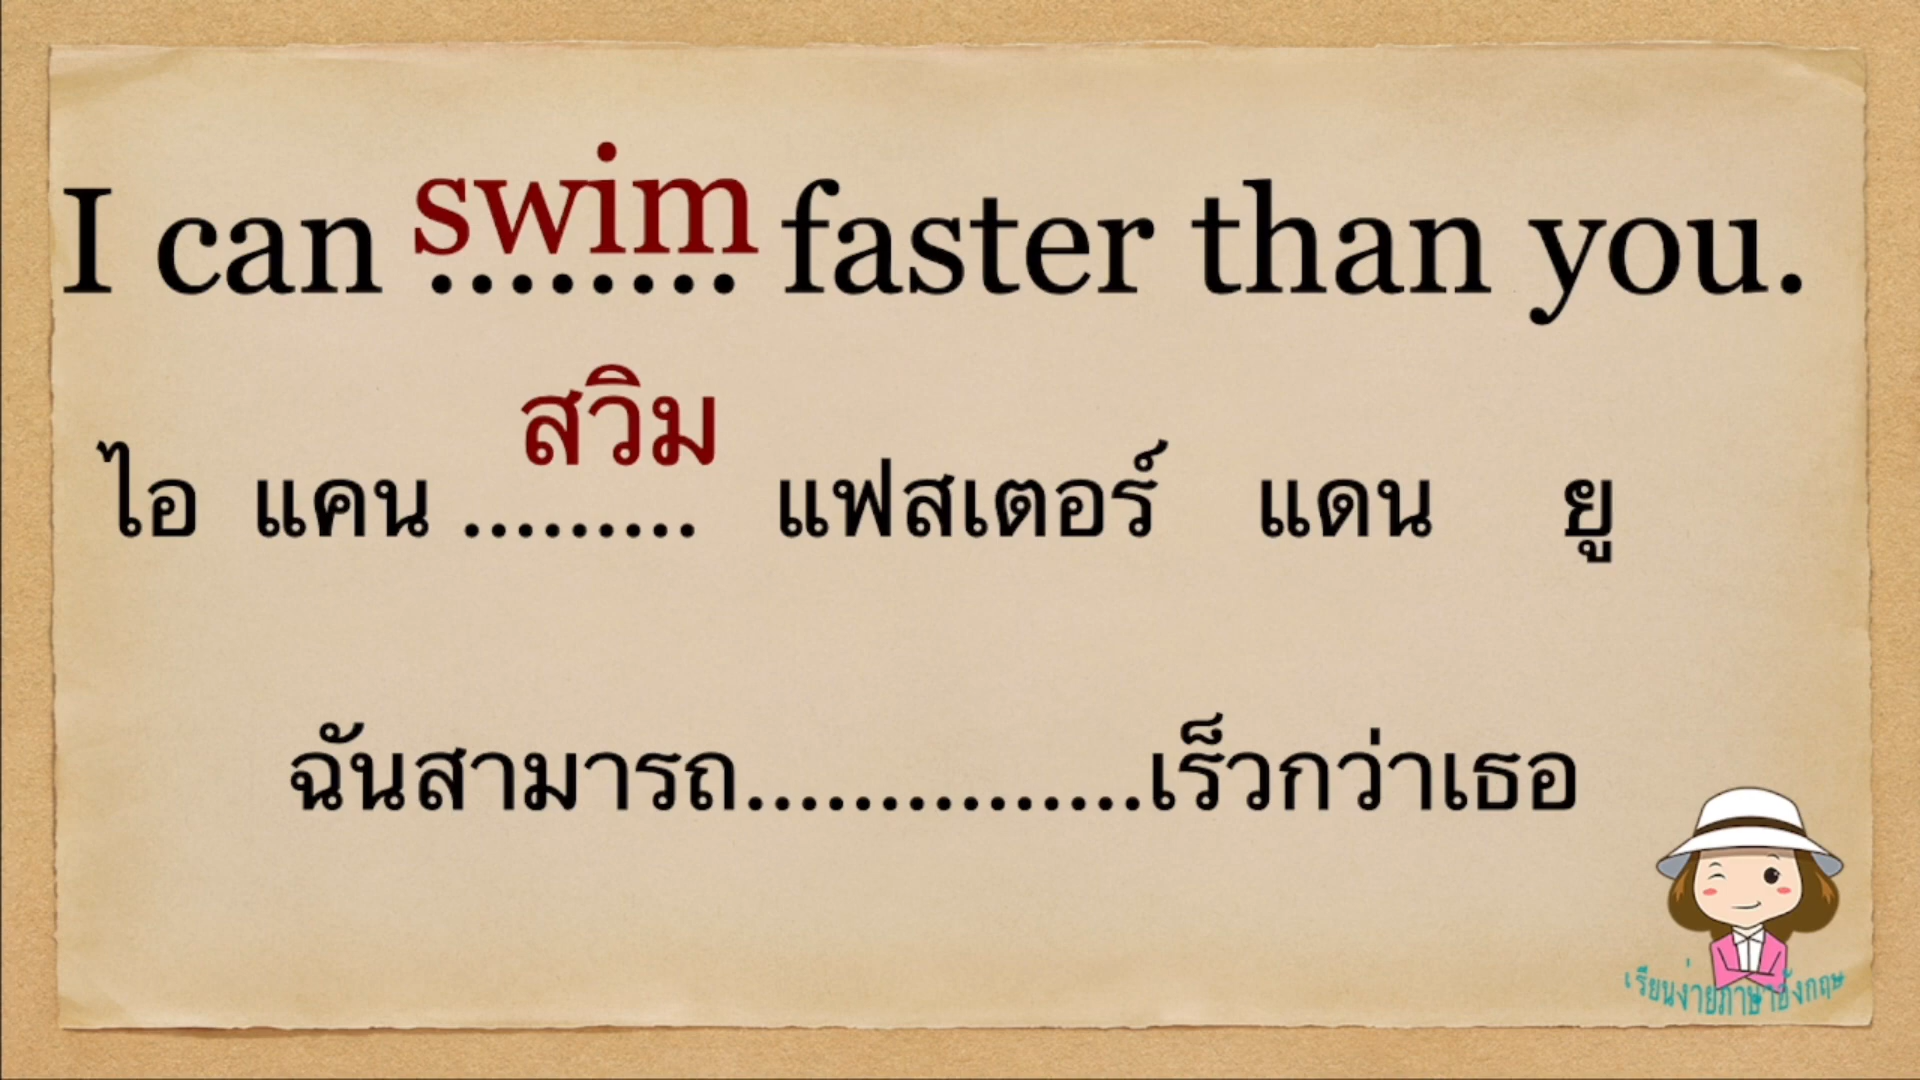 I can swim faster than you.
ไอ แคน สวิม แฟสเตอร์ แดน ยู
ฉันสามารถ...............เร็วกว่าเธอ
เรียนง่ายภาษาอังกฤษ